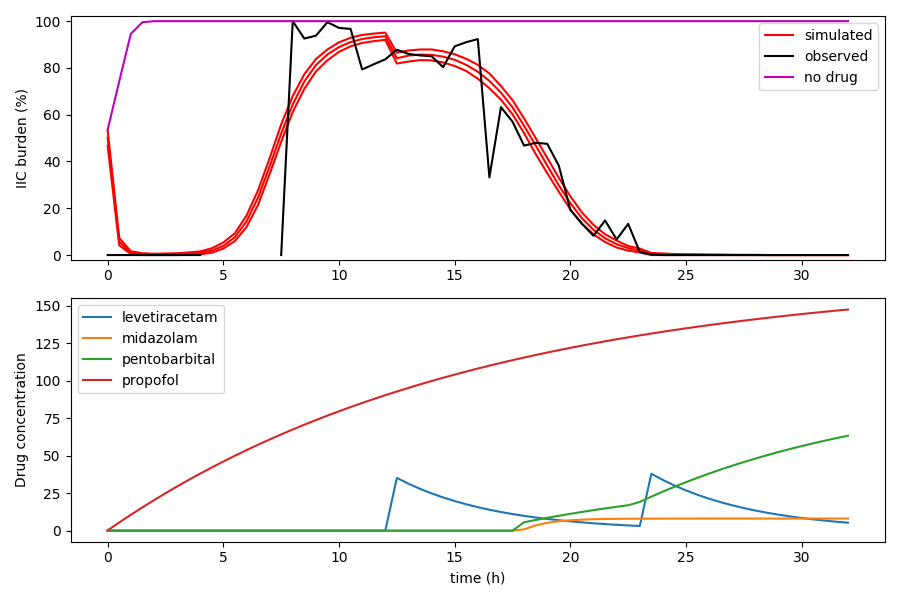 100
80
60
40
20
0
IIC burden (%)
simulated
observed
no drug
0 5 10 15 20 25 30
150
125
100
75
50
25
0
Drug concentration
levetiracetam
midazolam
pentobarbital
propofol
0 5 10 15 20 25 30
time (h)